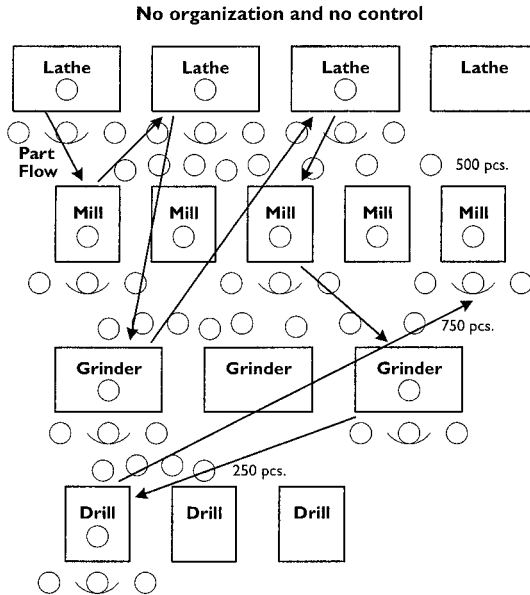 No organization and no control
Lathe Lathe Lathe Lathe
Part
Flow
500 pcs.
Mill Mill Mill Mill Mill
750 pcs.
Grinder Grinder Grinder
250 pcs.
Drill Drill Drill